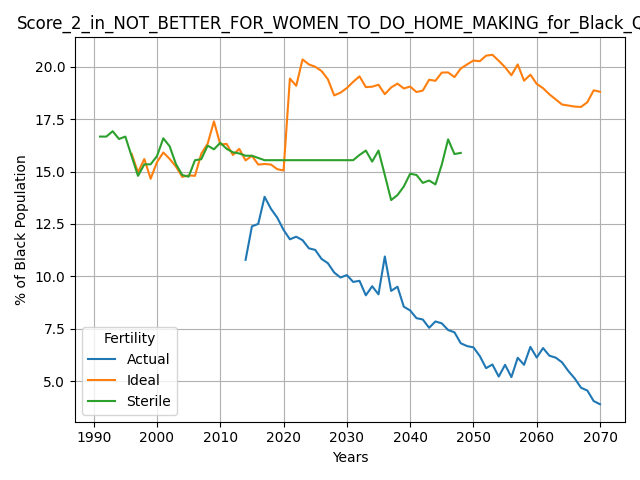 Score_2_in_NOT_BETTER_FOR_WOMEN_TO_DO_HOME_MAKING_for_Black_Q
% of Black Population
20.0
17.5
15.0
12.5
10.0
7.5
5.0
Fertility
Actual
Ideal
Sterile
1990 2000 2010 2020 2030 2040 2050 2060 2070
Years